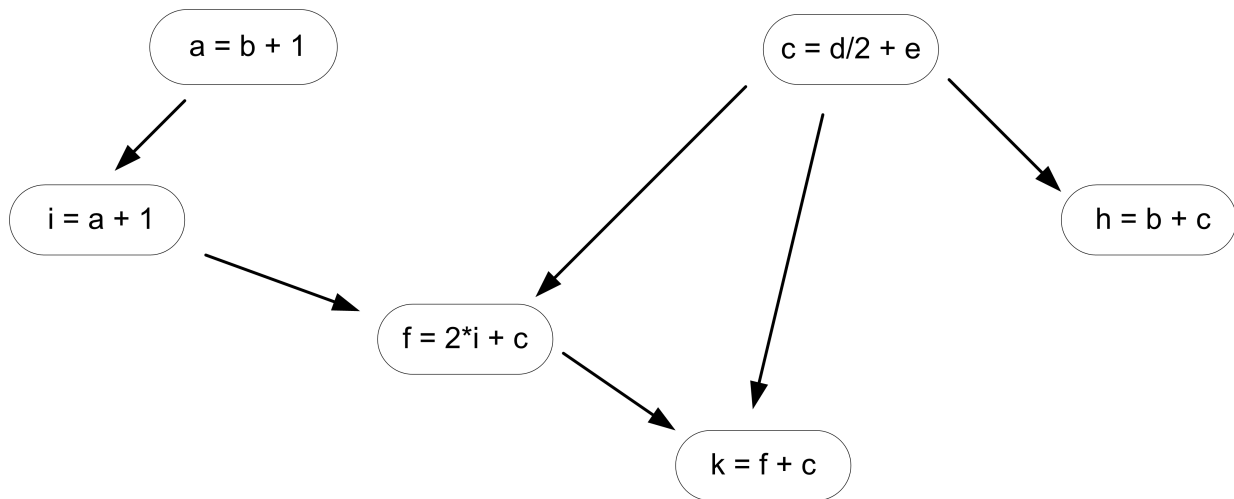 a = b + 1
c = d/2 + e
i = a + 1
h = b + c
f = 2*i + c
k = f + c